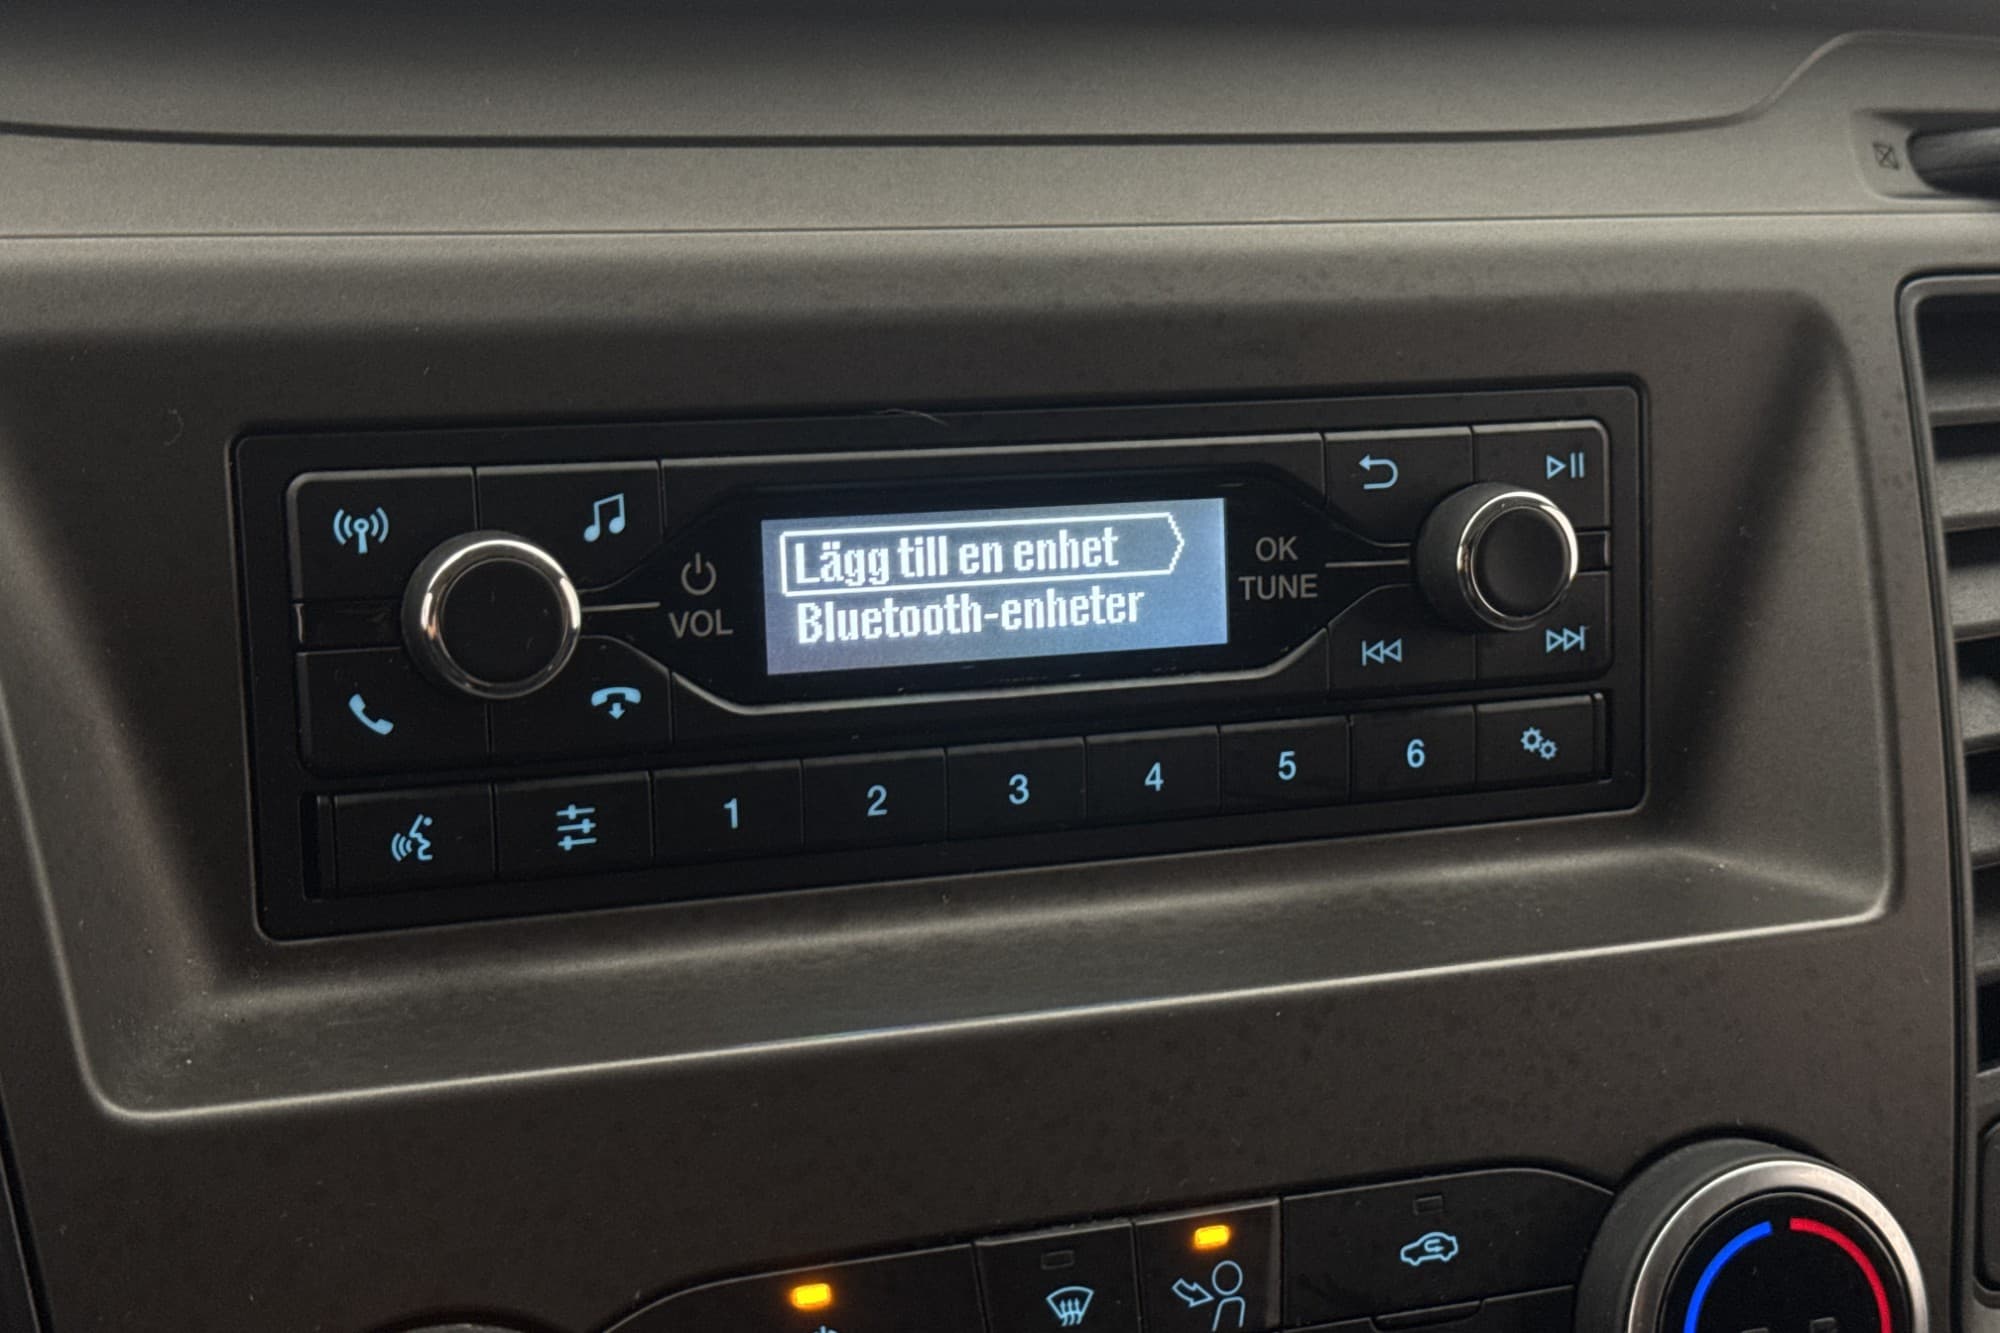 Lägg till en enhet
Bluetooth-enheter
VOL
OK
TUNE
1 2 3 4 5 6